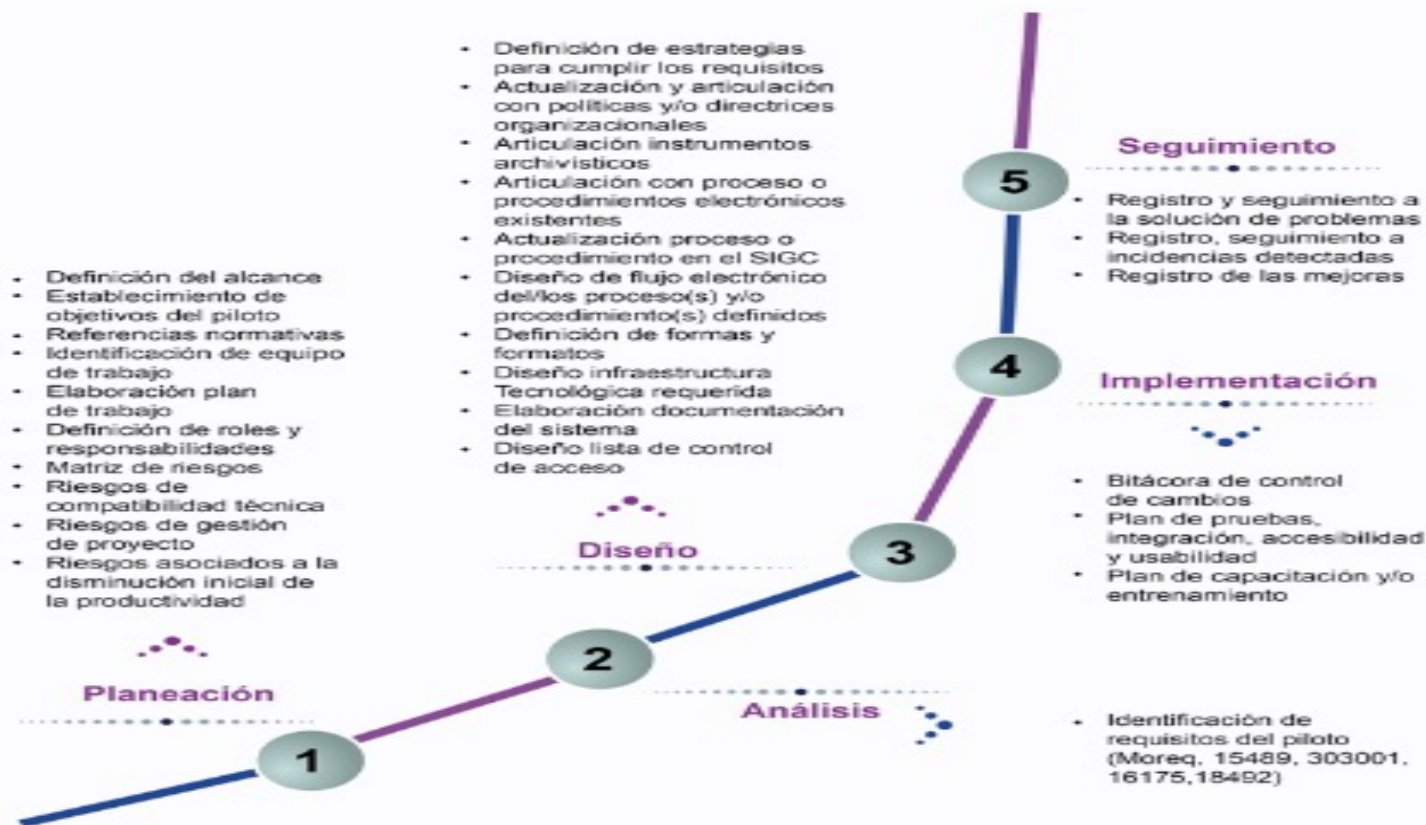 1
Planeación
• Definición del alcance
• Establecimiento de
objetivos del piloto
• Referencias normativas
• Identificación de equipo
de trabajo
• Elaboración plan
de trabajo
• Definición de roles y
responsabilidades
• Matriz de riesgos
• Riesgos de
compatibilidad técnica
• Riesgos de gestión
de proyecto
• Riesgos asociados a la
disminución inicial de
la productividad
2
Análisis
• Identificación de
requisitos del piloto
(Moreq, 15489, 303001,
16175,18492)
3
Diseño
• Definición de estrategias
para cumplir los requisitos
• Actualización y articulación
con políticas y/o directrices
organizacionales
• Articulación instrumentos
archivísticos
• Articulación con proceso o
procedimientos electrónicos
existentes
• Actualización proceso o
procedimiento en el SIGC
• Diseño de flujo electrónico
del/los proceso(s) y/o
procedimiento(s) definidos
• Definición de formas y
formatos
• Diseño infraestructura
Tecnológica requerida
• Elaboración documentación
del sistema
• Diseño lista de control
de acceso
4
Implementación
• Bitácora de control
de cambios
• Plan de pruebas,
integración, accesibilidad
y usabilidad
• Plan de capacitación y/o
entrenamiento
5
Seguimiento
• Registro y seguimiento a
la solución de problemas
• Registro, seguimiento a
incidencias detectadas
• Registro de las mejoras